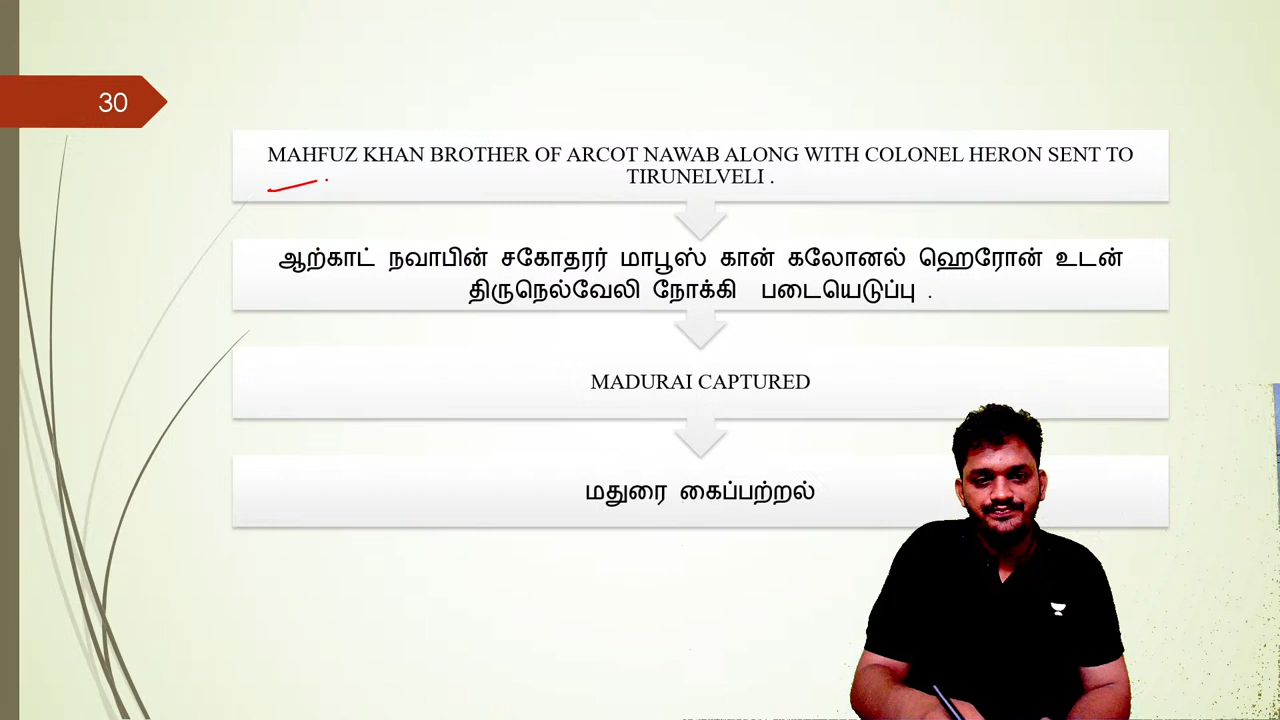 30
MAHFUZ KHAN BROTHER OF ARCOT NAWAB ALONG WITH COLONEL HERON SENT TO
TIRUNELVELI .
ஆற்காட் நவாபின் சகோதரர் மாபூஸ் கான் கலோனல் ஹெரோன் உடன்
திருநெல்வேலி நோக்கி படையெடுப்பு .
MADURAI CAPTURED
மதுரை கைப்பற்றல்